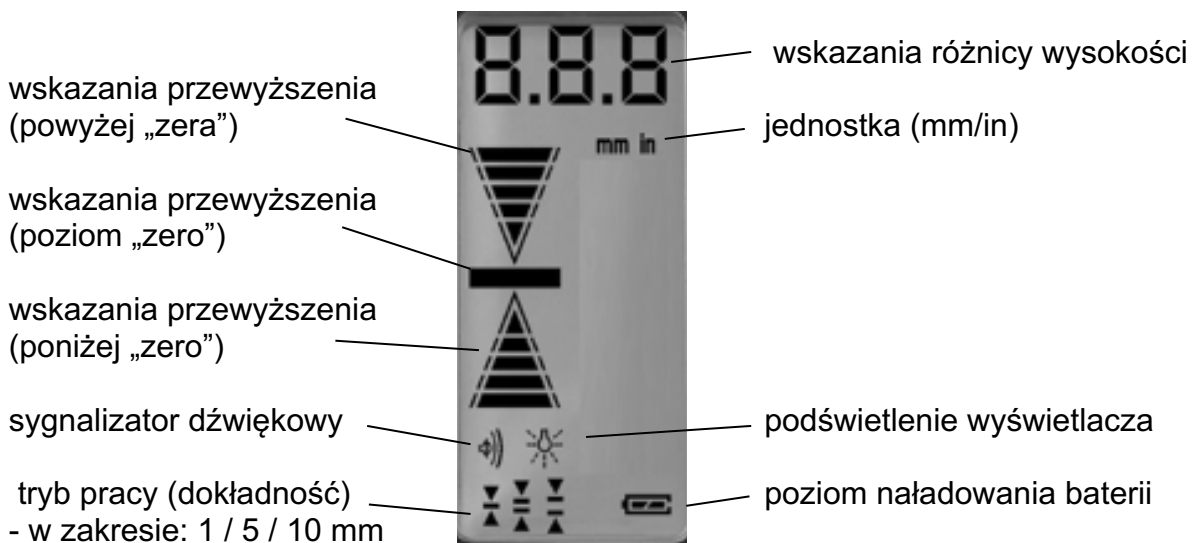 8.8.8
wskazania różnicy wysokości
wskazania przewyższenia
(powyżej „zera”)
mm in
jednostka (mm/in)
wskazania przewyższenia
(poziom „zero”)
wskazania przewyższenia
(poniżej „zero”)
sygnalizator dźwiękowy
podświetlenie wyświetlacza
tryb pracy (dokładność)
- w zakresie: 1 / 5 / 10 mm
poziom naładowania baterii